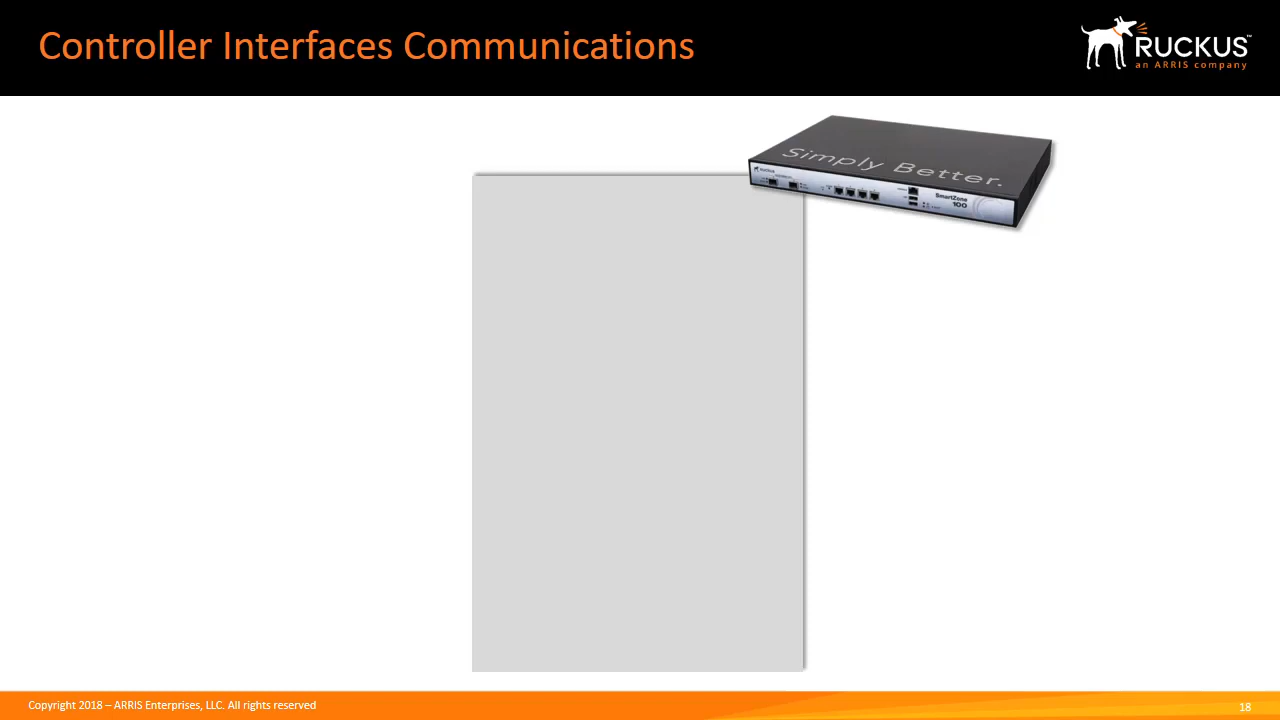 Controller Interfaces Communications
RUCKUS™
an ARRIS company
Simply Better.
SmartZone
100
Copyright 2018 – ARRIS Enterprises, LLC. All rights reserved
18